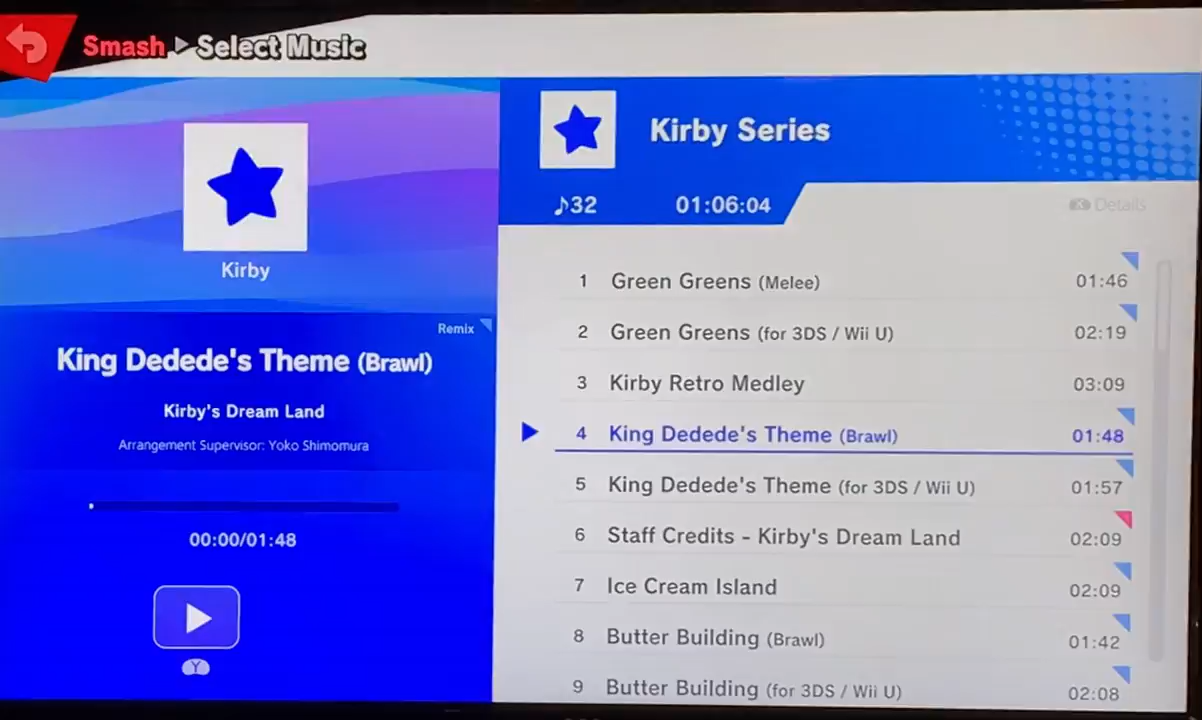 Smash ▶ Select Music
Kirby
Remix
King Dedede's Theme (Brawl)
Kirby's Dream Land
Arrangement Supervisor: Yoko Shimomura
00:00/01:48
Y
Kirby Series
♪32 01:06:04
X Details
1 Green Greens (Melee) 01:46
2 Green Greens (for 3DS / Wii U) 02:19
3 Kirby Retro Medley 03:09
4 King Dedede's Theme (Brawl) 01:48
5 King Dedede's Theme (for 3DS / Wii U) 01:57
6 Staff Credits - Kirby's Dream Land 02:09
7 Ice Cream Island 02:09
8 Butter Building (Brawl) 01:42
9 Butter Building (for 3DS / Wii U) 02:08